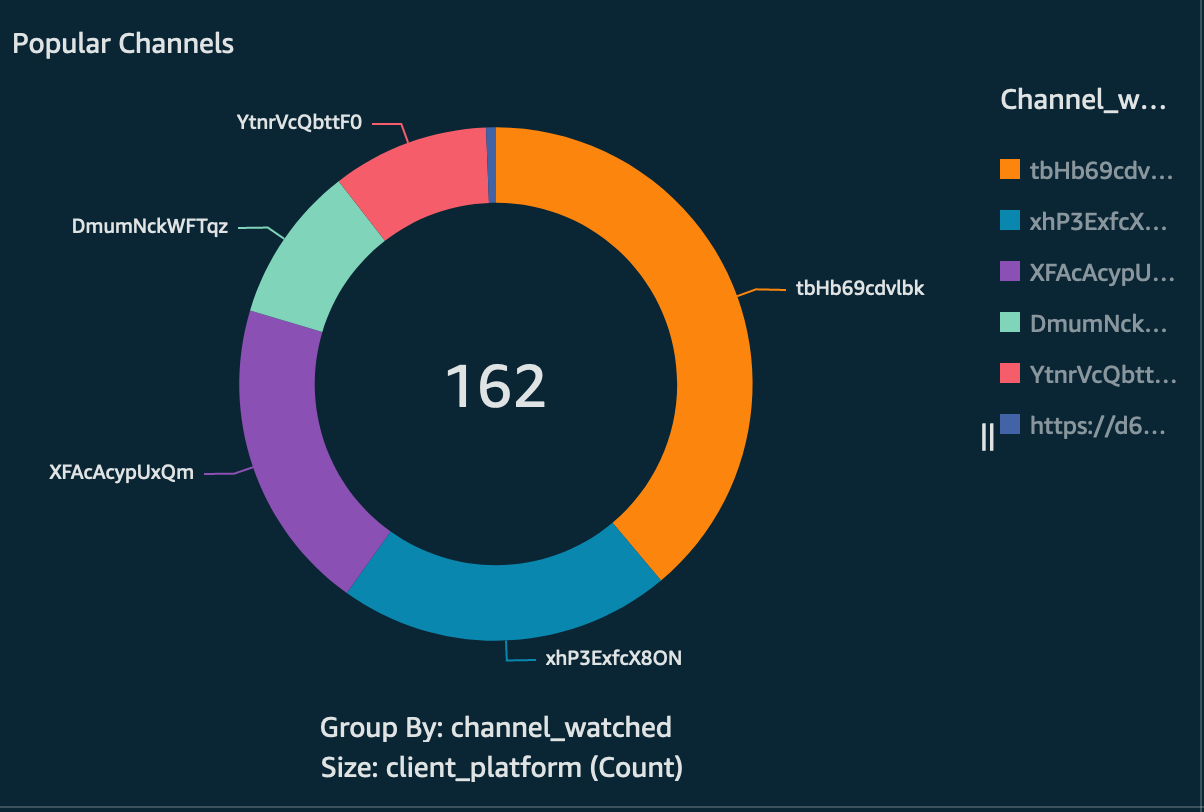 Popular Channels
Channel_w...
YtnrVcQbttF0
tbHb69cdv...
xhP3ExfcX...
DmumNckWFTqz
XFAcAcypU...
tbHb69cdvlbk
DmumNck...
162
YtnrVcQbtt...
https://d6...
XFAcAcypUxQm
xhP3ExfcX8ON
Group By: channel_watched
Size: client_platform (Count)